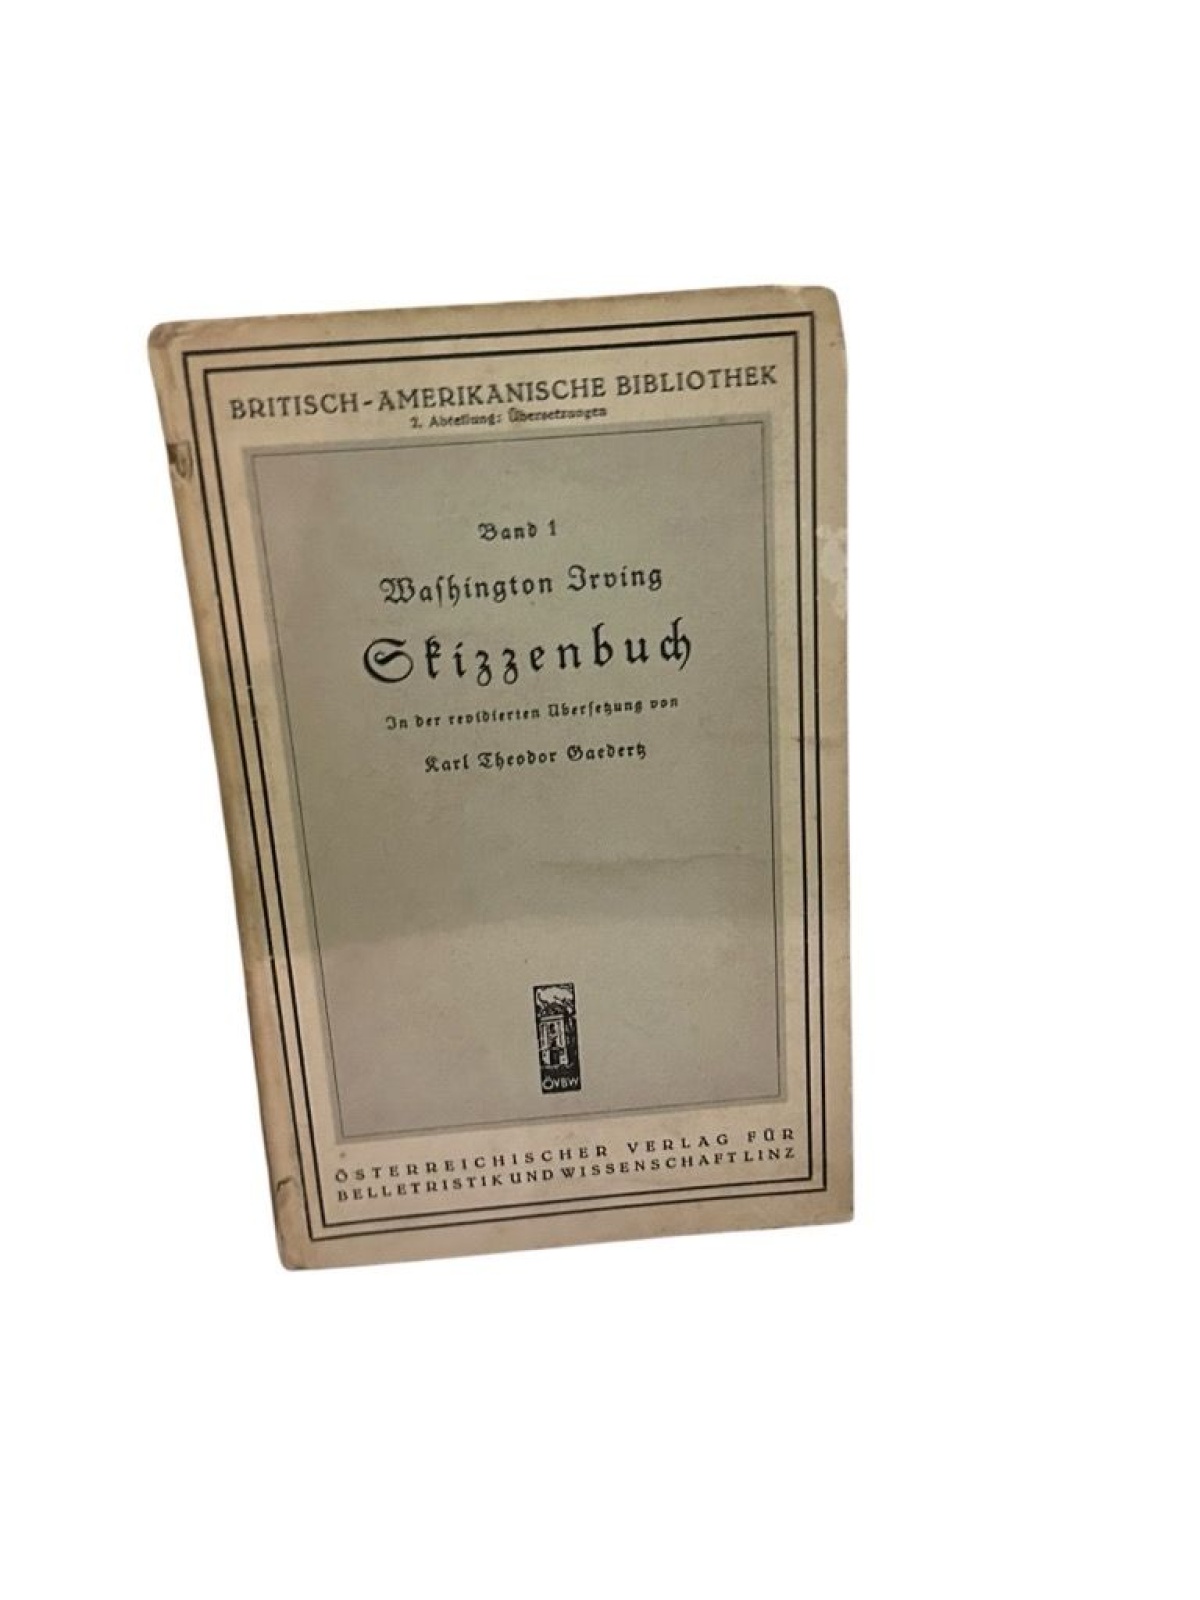 BRITISCH-AMERIKANISCHE BIBLIOTHEK
2. Abteilung: Übersetzungen
Band 1
Waſhington Irving
Skizzenbuch
In der revidierten Überſetzung von
Karl Theodor Gaedertz
ÖVBW
ÖSTERREICHISCHER VERLAG FÜR
BELLETRISTIK UND WISSENSCHAFT LINZ